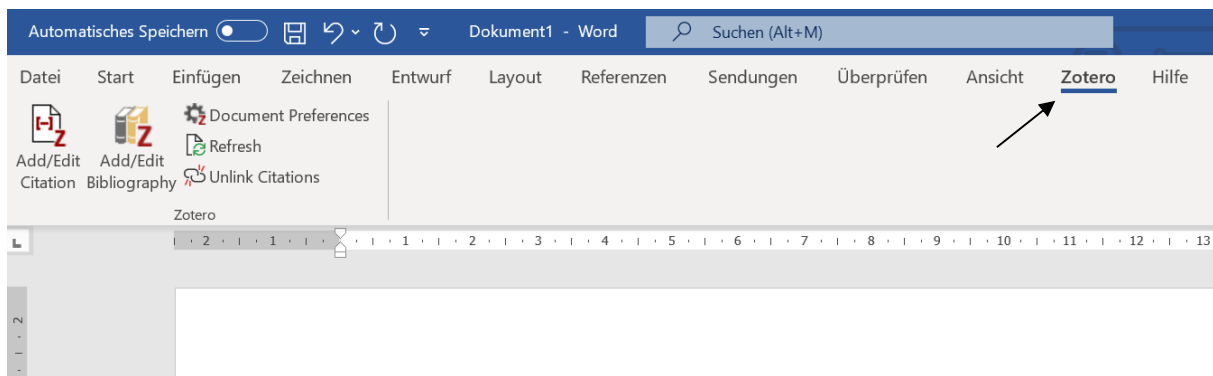 Automatisches Speichern Dokument1 - Word Suchen (Alt+M)
Datei Start Einfügen Zeichnen Entwurf Layout Referenzen Sendungen Überprüfen Ansicht Zotero Hilfe
Add/Edit Citation
Add/Edit Bibliography
Document Preferences
Refresh
Unlink Citations
Zotero
2 1 1 2 3 4 5 6 7 8 9 10 11 12 13
2